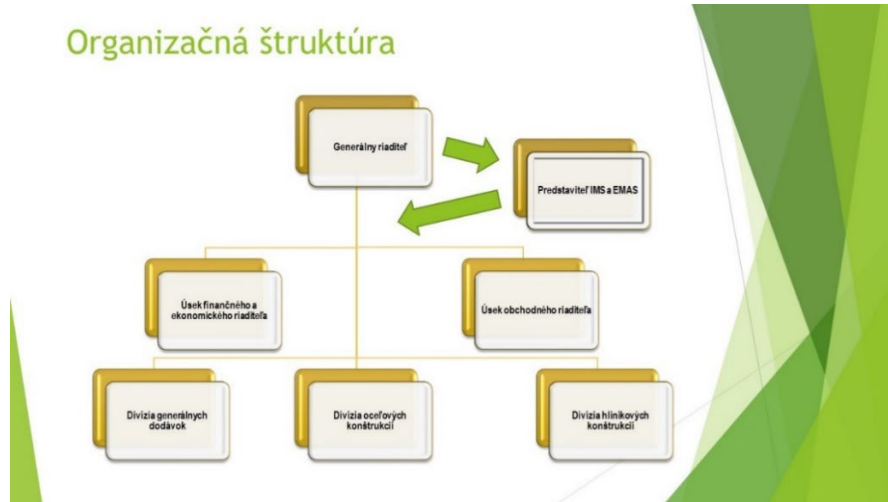 Organizačná štruktúra
Generálny riaditeľ
Predstaviteľ IMS a EMAS
Úsek finančného a
ekonomického riaditeľa
Úsek obchodného riaditeľa
Divízia generálnych
dodávok
Divízia oceľových
konštrukcií
Divízia hliníkových
konštrukcií